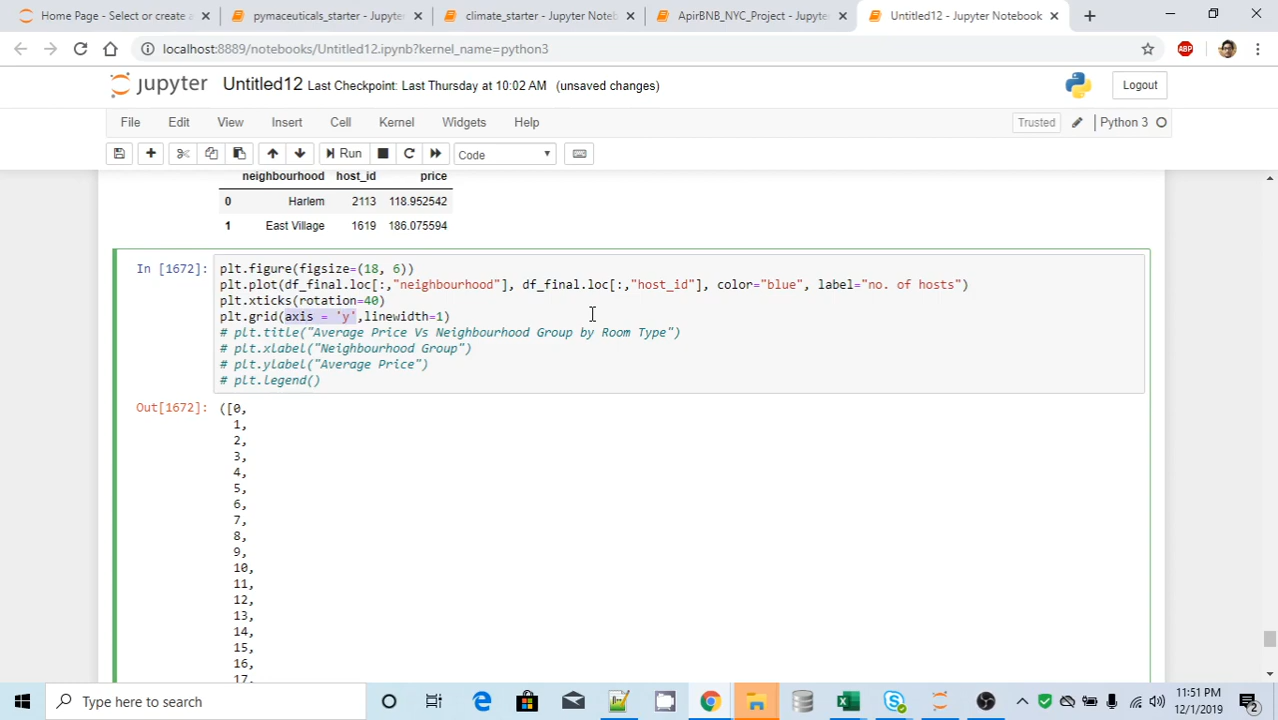 Home Page - Select or create a
pymaceuticals_starter - Jupyter
climate_starter - Jupyter Noteb
ApirBNB_NYC_Project - Jupyter
Untitled12 - Jupyter Notebook
localhost:8889/notebooks/Untitled12.ipynb?kernel_name=python3
ABP
jupyter Untitled12 Last Checkpoint: Last Thursday at 10:02 AM (unsaved changes)
Logout
File Edit View Insert Cell Kernel Widgets Help
Trusted
Python 3
Run
Code
neighbourhood host_id price
0 Harlem 2113 118.952542
1 East Village 1619 186.075594
In [1672]: plt.figure(figsize=(18, 6))
plt.plot(df_final.loc[:,"neighbourhood"], df_final.loc[:,"host_id"], color="blue", label="no. of hosts")
plt.xticks(rotation=40)
plt.grid(axis = 'y',linewidth=1)
# plt.title("Average Price Vs Neighbourhood Group by Room Type")
# plt.xlabel("Neighbourhood Group")
# plt.ylabel("Average Price")
# plt.legend()
Out[1672]: ([0,
1,
2,
3,
4,
5,
6,
7,
8,
9,
10,
11,
12,
13,
14,
15,
16,
17,
Type here to search
11:51 PM
12/1/2019
2